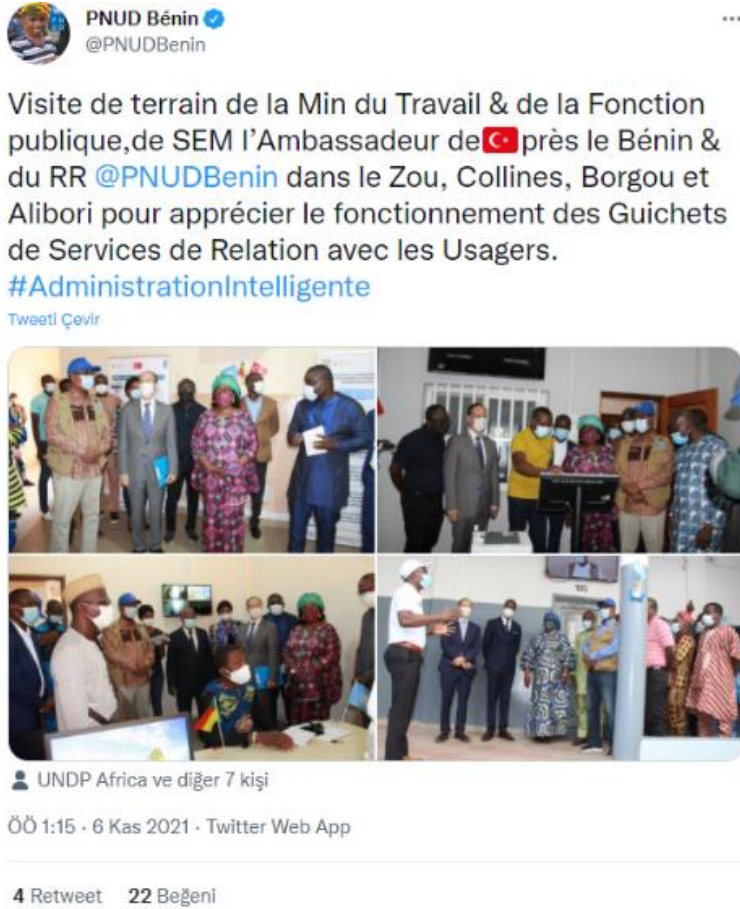 PNUD Bénin
@PNUDBenin
Visite de terrain de la Min du Travail & de la Fonction
publique,de SEM l’Ambassadeur de🇹🇷près le Bénin &
du RR @PNUDBenin dans le Zou, Collines, Borgou et
Alibori pour apprécier le fonctionnement des Guichets
de Services de Relation avec les Usagers.
#AdministrationIntelligente
Tweeti Çevir
UNDP Africa ve diğer 7 kişi
ÖÖ 1:15 · 6 Kas 2021 · Twitter Web App
4 Retweet 22 Beğeni